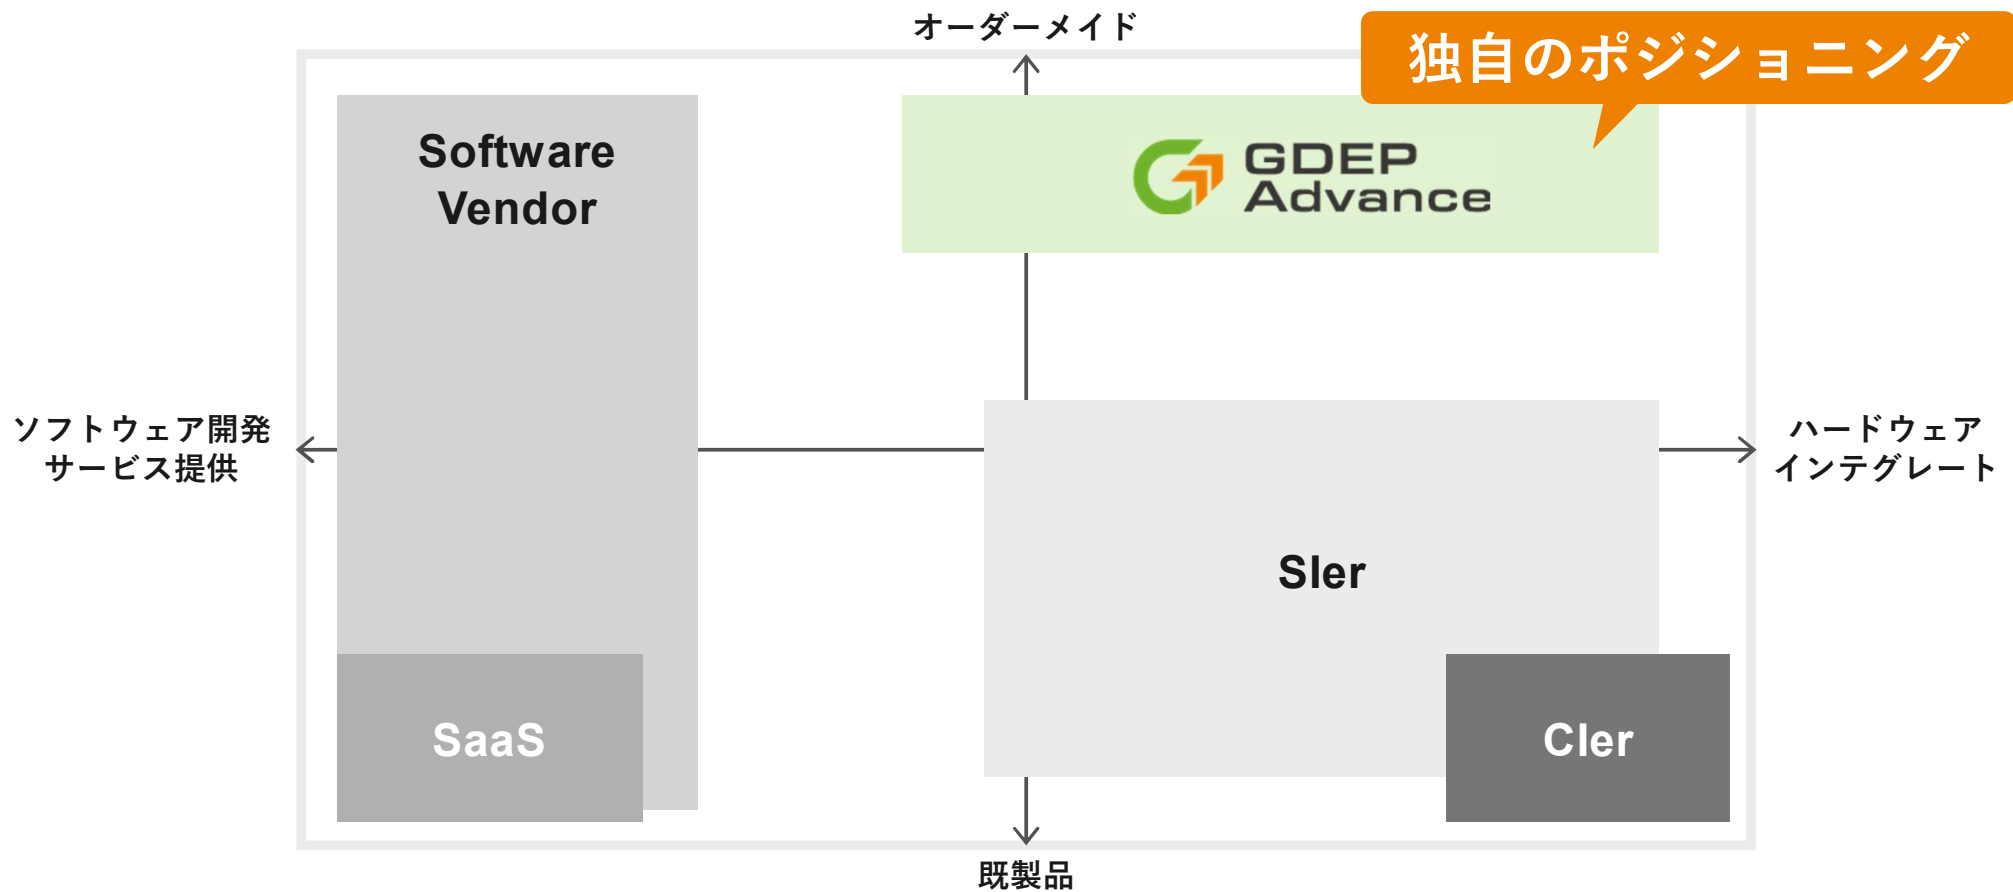 オーダーメイド
独自のポジショニング
Software
Vendor
GDEP
Advance
ソフトウェア開発
サービス提供
ハードウェア
インテグレート
SIer
SaaS
CIer
既製品